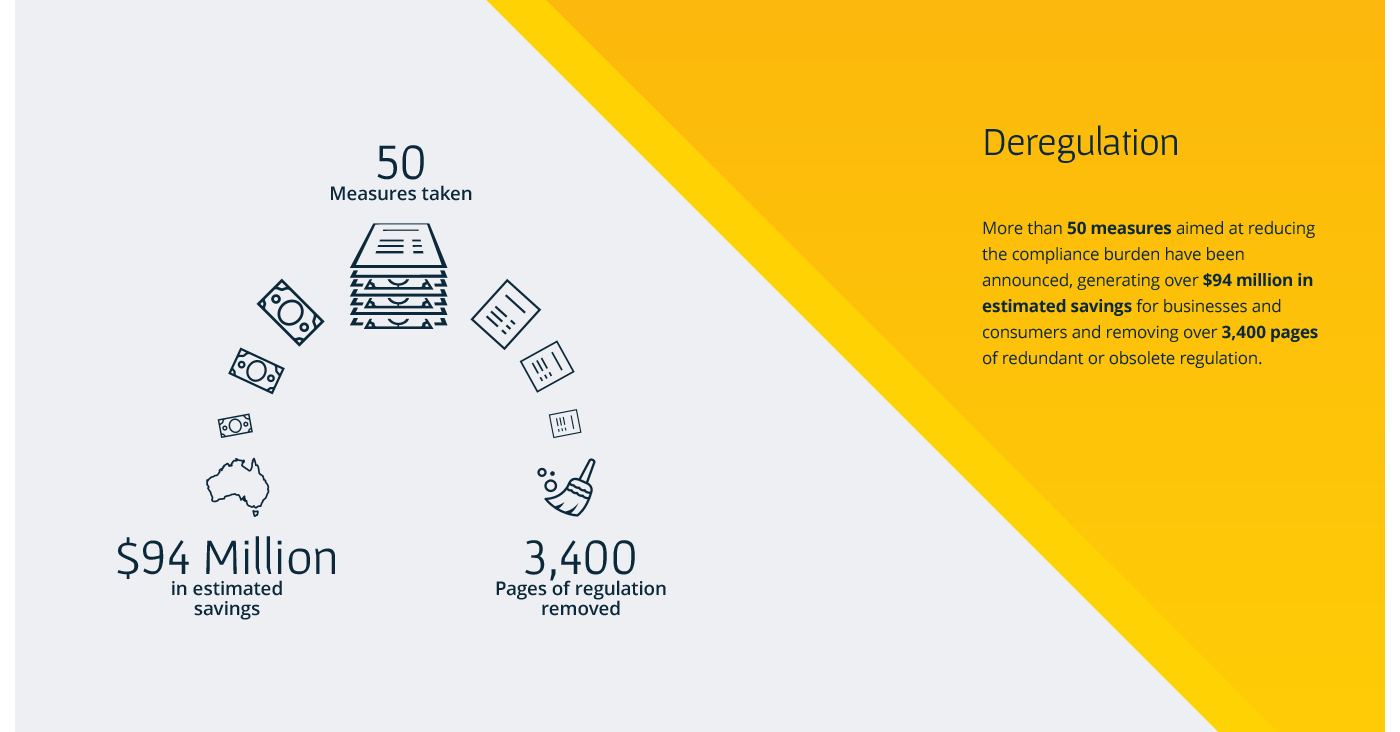 50
Measures taken
$94 Million
in estimated
savings
3,400
Pages of regulation
removed
Deregulation
More than 50 measures aimed at reducing
the compliance burden have been
announced, generating over $94 million in
estimated savings for businesses and
consumers and removing over 3,400 pages
of redundant or obsolete regulation.